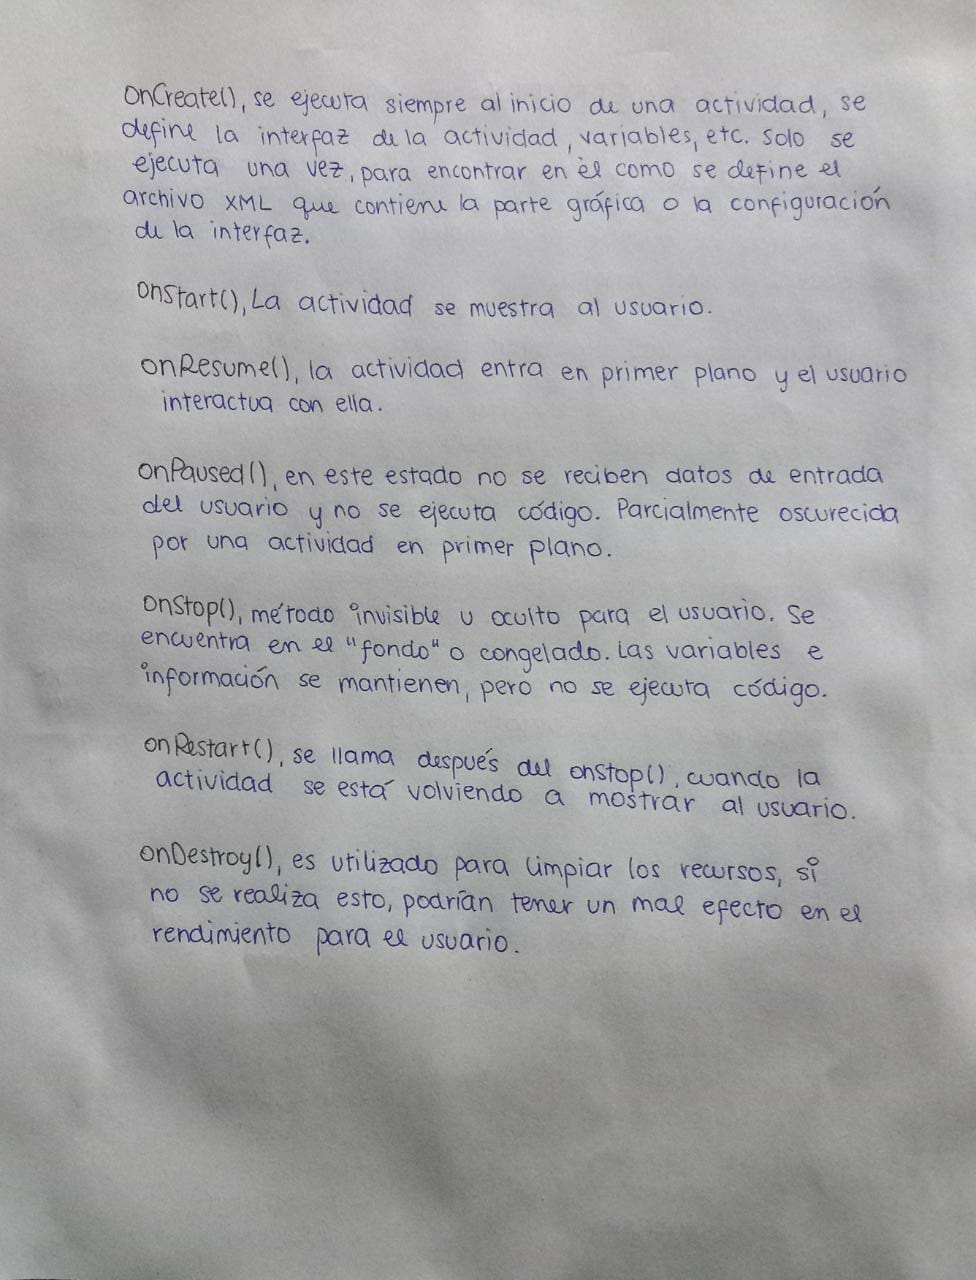 onCreate(), se ejecuta siempre al inicio de una actividad, se
define la interfaz de la actividad, variables, etc. solo se
ejecuta una vez, para encontrar en èl como se define el
archivo XML que contiene la parte gráfica o la configuración
de la interfaz.
onStart(), La actividad se muestra al usuario.
onResume(), la actividad entra en primer plano y el usuario
interactua con ella.
onPaused(), en este estado no se reciben datos de entrada
del usuario y no se ejecuta código. Parcialmente oscurecida
por una actividad en primer plano.
onStop(), método invisible u oculto para el usuario. Se
encuentra en el "fondo" o congelado. Las variables e
información se mantienen, pero no se ejecuta código.
onRestart(), se llama después del onStop(), cuando la
actividad se está volviendo a mostrar al usuario.
onDestroy(), es utilizado para limpiar los recursos, si
no se realiza esto, podrían tener un mal efecto en el
rendimiento para el usuario.